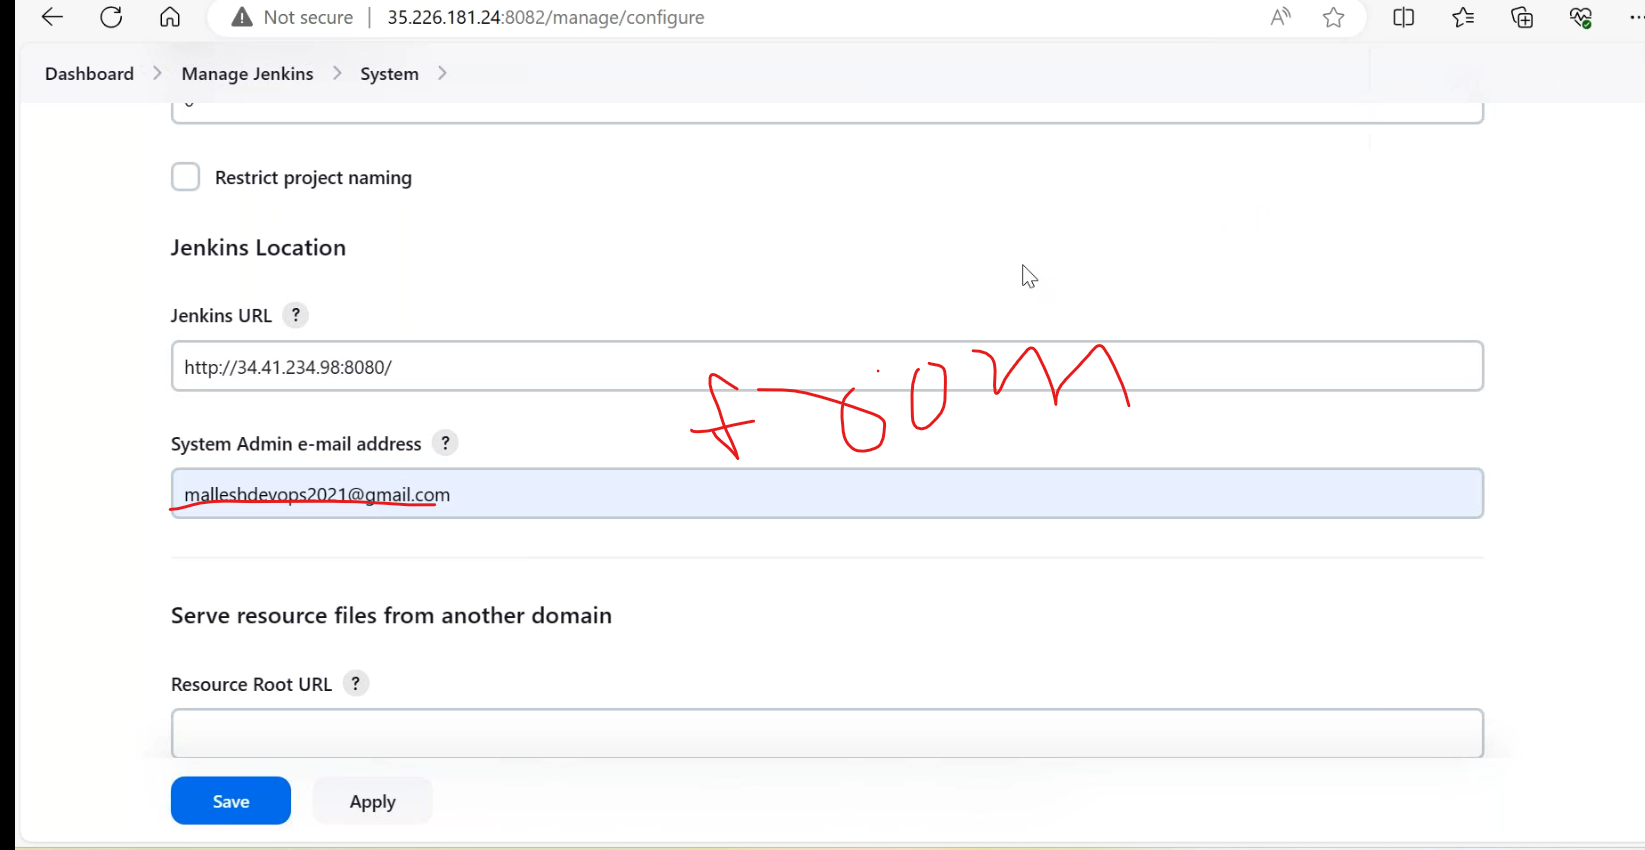 Not secure | 35.226.181.24:8082/manage/configure
Dashboard > Manage Jenkins > System >
Restrict project naming
Jenkins Location
Jenkins URL ?
http://34.41.234.98:8080/
from
System Admin e-mail address ?
malleshdevops2021@gmail.com
Serve resource files from another domain
Resource Root URL ?
Save Apply